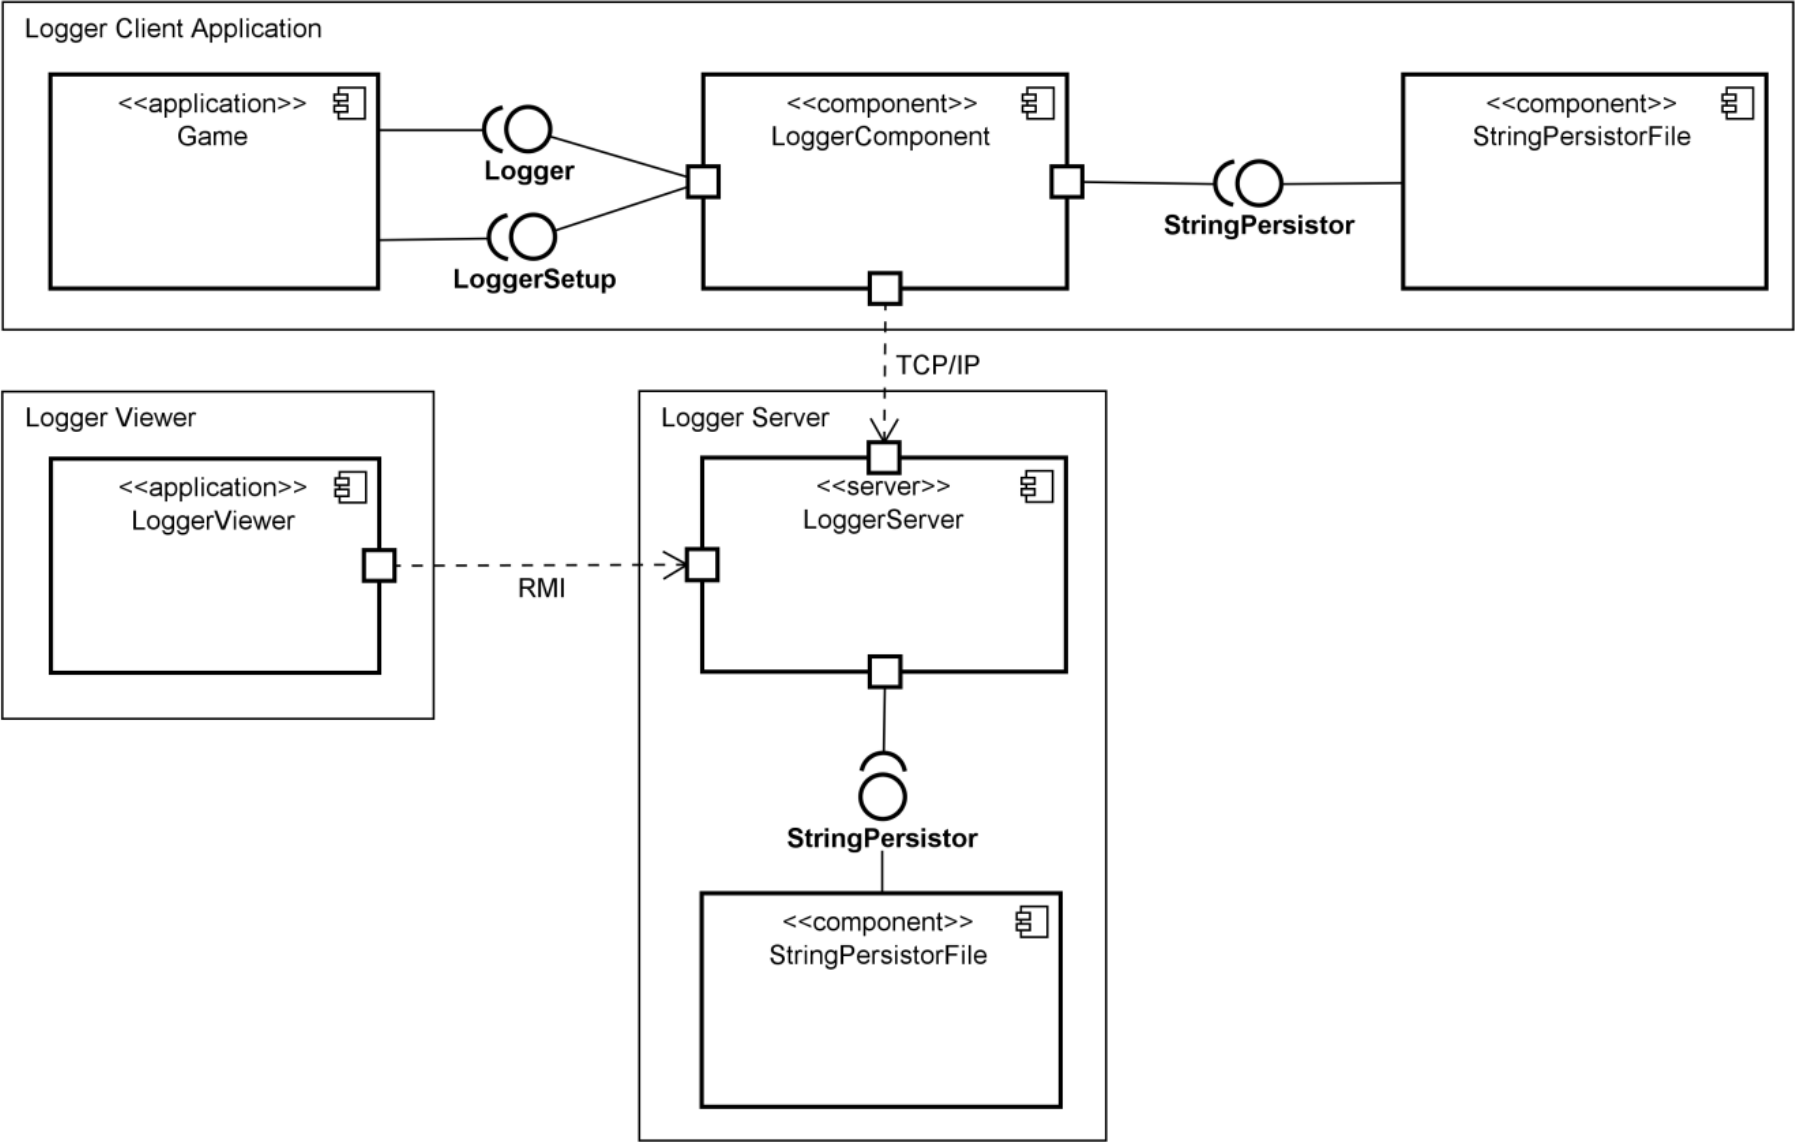 Logger Client Application
<<application>>
Game
Logger
LoggerSetup
<<component>>
LoggerComponent
StringPersistor
<<component>>
StringPersistorFile
TCP/IP
Logger Viewer
<<application>>
LoggerViewer
RMI
Logger Server
<<server>>
LoggerServer
StringPersistor
<<component>>
StringPersistorFile